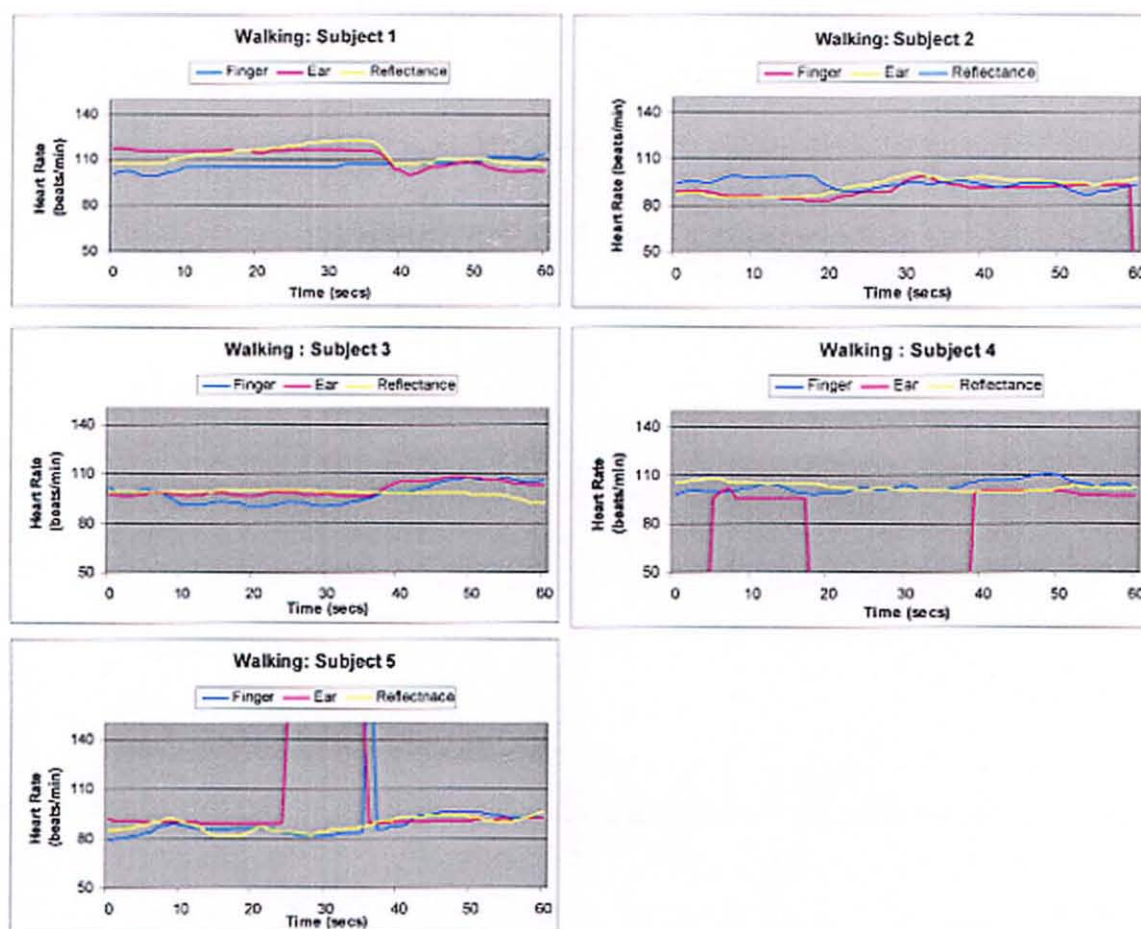 Walking: Subject 1
Finger Ear Reflectance
Heart Rate
(beats/min)
140
110
80
50
0 10 20 30 40 50 60
Time (secs)
Walking: Subject 2
Finger Ear Reflectance
Heart Rate (beats/min)
140
110
80
50
0 10 20 30 40 50 60
Time (secs)
Walking : Subject 3
Finger Ear Reflectance
Heart Rate
(beats/min)
140
110
80
50
0 10 20 30 40 50 60
Time (secs)
Walking : Subject 4
Finger Ear Reflectance
Heart Rate
(beats/min)
140
110
80
50
0 10 20 30 40 50 60
Time (secs)
Walking: Subject 5
Finger Ear Reflectnace
Heart Rate
(beats/min)
140
110
80
50
0 10 20 30 40 50 60
Time (secs)